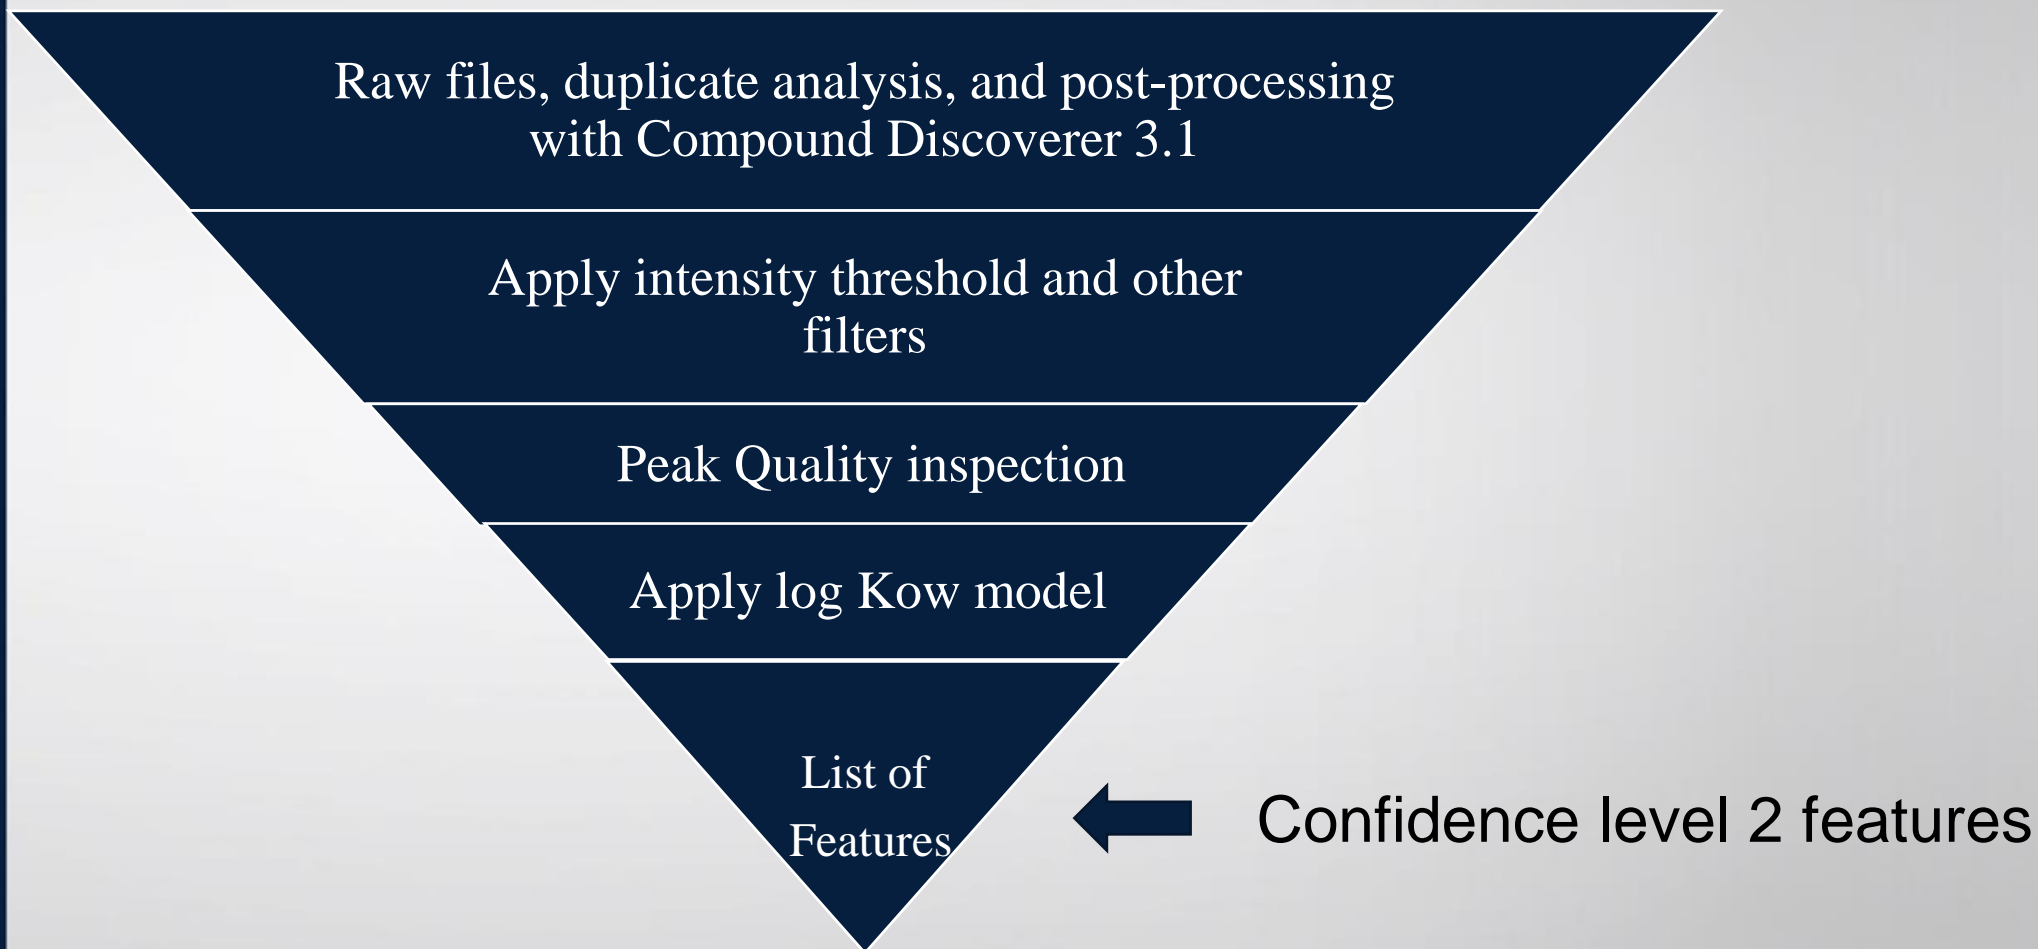 Raw files, duplicate analysis, and post-processing
with Compound Discoverer 3.1
Apply intensity threshold and other
filters
Peak Quality inspection
Apply log Kow model
List of
Features
Confidence level 2 features